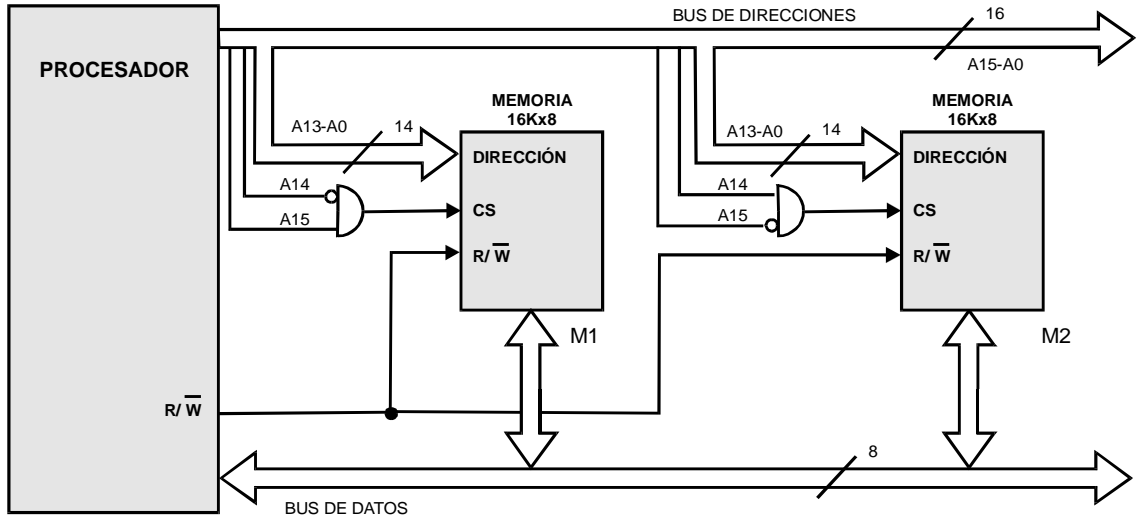 BUS DE DIRECCIONES
16
A15-A0
PROCESADOR
MEMORIA
16Kx8
A13-A0
14
DIRECCIÓN
A14
A15
CS
R/ W̅
M1
MEMORIA
16Kx8
A13-A0
14
DIRECCIÓN
A14
A15
CS
R/ W̅
M2
R/ W̅
8
BUS DE DATOS